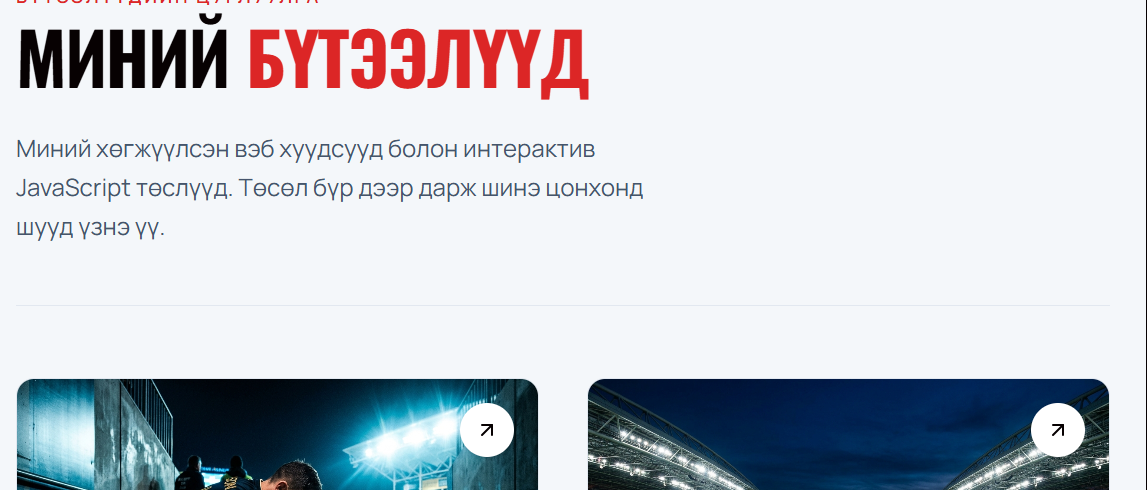 МИНИЙ БҮТЭЭЛҮҮД
Миний хөгжүүлсэн вэб хуудсууд болон интерактив
JavaScript төслүүд. Төсөл бүр дээр дарж шинэ цонхонд
шууд үзнэ үү.